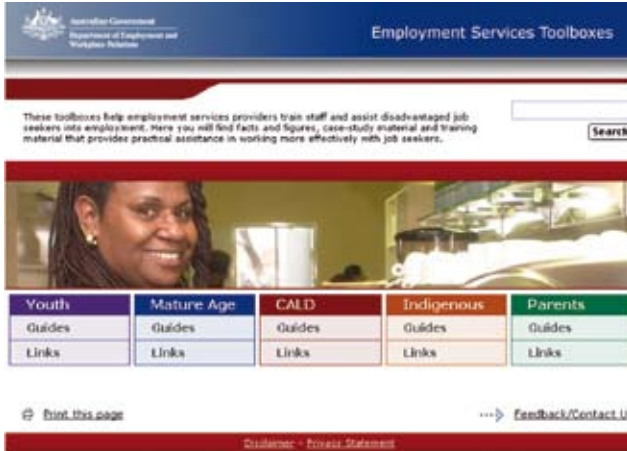 Australian Government
Department of Employment and
Workplace Relations
Employment Services Toolboxes
These toolboxes help employment services providers train staff and assist disadvantaged job
seekers into employment. Here you will find facts and figures, case-study material and training
material that provides practical assistance in working more effectively with job seekers.
Search
Youth Mature Age CALD Indigenous Parents
Guides Guides Guides Guides Guides
Links Links Links Links Links
Print this page Feedback/Contact U
Disclaimer - Privacy Statement